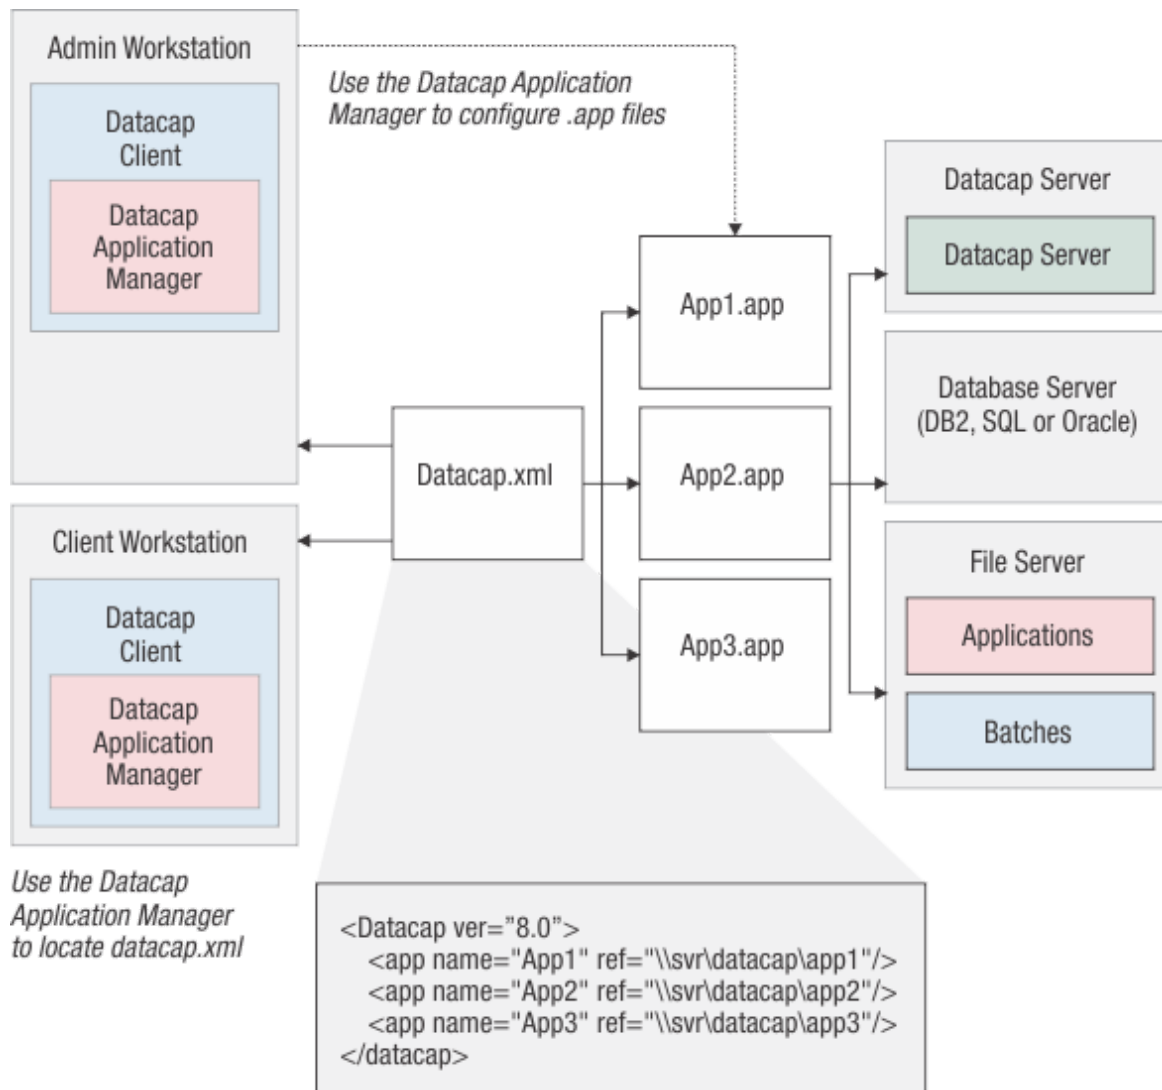 Admin Workstation
Datacap
Client
Datacap
Application
Manager
Use the Datacap Application
Manager to configure .app files
Client Workstation
Datacap
Client
Datacap
Application
Manager
Use the Datacap
Application Manager
to locate datacap.xml
Datacap.xml
App1.app
App2.app
App3.app
Datacap Server
Datacap Server
Database Server
(DB2, SQL or Oracle)
File Server
Applications
Batches
<Datacap ver=”8.0”>
<app name="App1" ref="\\svr\datacap\app1"/>
<app name="App2" ref="\\svr\datacap\app2"/>
<app name="App3" ref="\\svr\datacap\app3"/>
</datacap>